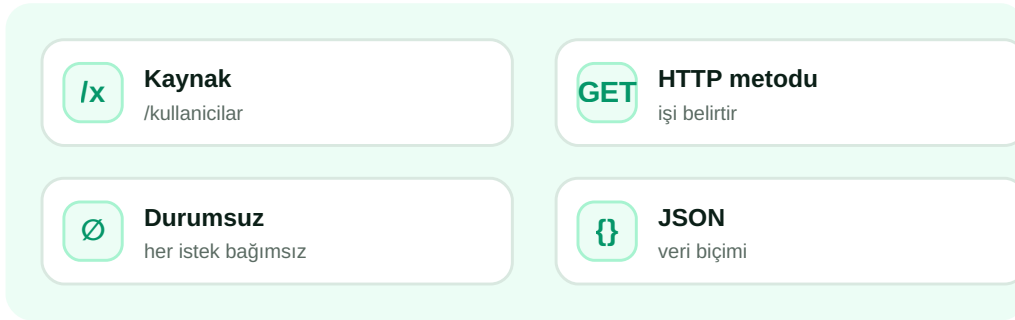 /x
Kaynak
/kullanicilar
GET
HTTP metodu
işi belirtir
∅
Durumsuz
her istek bağımsız
{}
JSON
veri biçimi